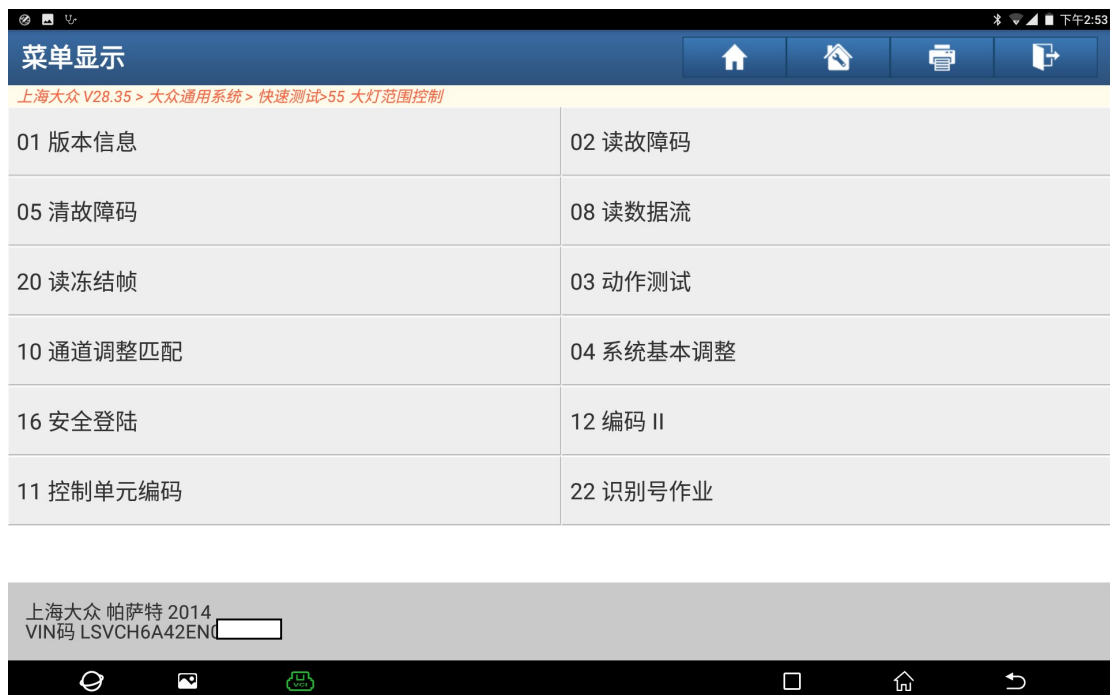 下午2:53
菜单显示
上海大众 V28.35 > 大众通用系统 > 快速测试>55 大灯范围控制
01 版本信息
02 读故障码
05 清故障码
08 读数据流
20 读冻结帧
03 动作测试
10 通道调整匹配
04 系统基本调整
16 安全登陆
12 编码 II
11 控制单元编码
22 识别号作业
上海大众 帕萨特 2014
VIN码 LSVCH6A42EN
VCI